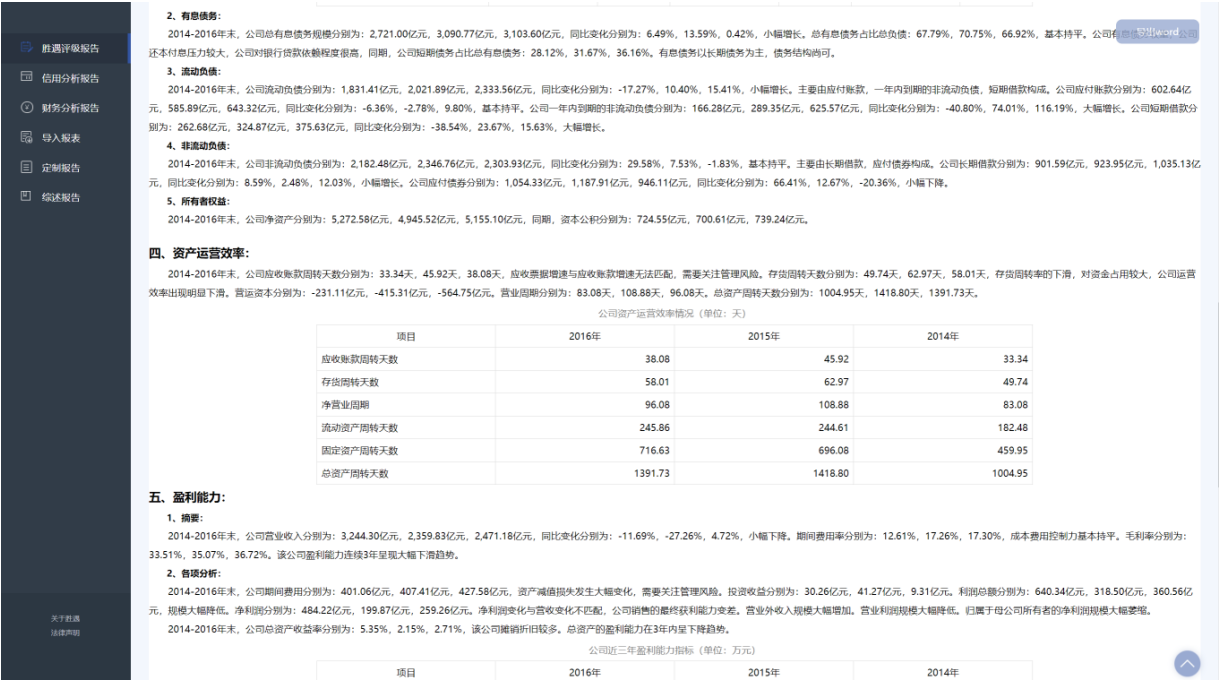 2、有息债务：
胜遇评级报告
2014-2016年末，公司总有息债务规模分别为：2,721.00亿元，3,090.77亿元，3,103.60亿元，同比变化分别为：6.49%，13.59%，0.42%，小幅增长。总有息债务占比总负债：67.79%，70.75%，66.92%，基本持平。公司有息
导出word
还本付息压力较大，公司对银行贷款依赖程度很高，同期，公司短期债务占比总有息债务：28.12%，31.67%，36.16%。有息债务以长期债务为主，债务结构尚可。
信用分析报告
3、流动负债：
2014-2016年末，公司流动负债分别为：1,831.41亿元，2,021.89亿元，2,333.56亿元，同比变化分别为：-17.27%，10.40%，15.41%，小幅增长。主要由应付账款，一年内到期的非流动负债，短期借款构成。公司应付账款分别为：602.64亿
财务分析报告
元，585.89亿元，643.32亿元，同比变化分别为：-6.36%，-2.78%，9.80%，基本持平。公司一年内到期的非流动负债分别为：166.28亿元，289.35亿元，625.57亿元，同比变化分别为：-40.80%，74.01%，116.19%，大幅增长。公司短期借款分
别为：262.68亿元，324.87亿元，375.63亿元，同比变化分别为：-38.54%，23.67%，15.63%，大幅增长。
导入报表
4、非流动负债：
2014-2016年末，公司非流动负债分别为：2,182.48亿元，2,346.76亿元，2,303.93亿元，同比变化分别为：29.58%，7.53%，-1.83%，基本持平。主要由长期借款，应付债券构成。公司长期借款分别为：901.59亿元，923.95亿元，1,035.13亿
定制报告
元，同比变化分别为：8.59%，2.48%，12.03%，小幅增长。公司应付债券分别为：1,054.33亿元，1,187.91亿元，946.11亿元，同比变化分别为：66.41%，12.67%，-20.36%，小幅下降。
综述报告
5、所有者权益：
2014-2016年末，公司净资产分别为：5,272.58亿元，4,945.52亿元，5,155.10亿元，同期，资本公积分别为：724.55亿元，700.61亿元，739.24亿元。
四、资产运营效率：
2014-2016年末，公司应收账款周转天数分别为：33.34天，45.92天，38.08天，应收票据增速与应收账款增速无法匹配，需要关注管理风险。存货周转天数分别为：49.74天，62.97天，58.01天，存货周转率的下滑，对资金占用较大，公司运营
效率出现明显下滑。营运资本分别为：-231.11亿元，-415.31亿元，-564.75亿元。营业周期分别为：83.08天，108.88天，96.08天。总资产周转天数分别为：1004.95天，1418.80天，1391.73天。
公司资产运营效率情况（单位：天）
项目 2016年 2015年 2014年
应收账款周转天数 38.08 45.92 33.34
存货周转天数 58.01 62.97 49.74
净营业周期 96.08 108.88 83.08
流动资产周转天数 245.86 244.61 182.48
固定资产周转天数 716.63 696.08 459.95
总资产周转天数 1391.73 1418.80 1004.95
五、盈利能力：
1、摘要：
2014-2016年末，公司营业收入分别为：3,244.30亿元，2,359.83亿元，2,471.18亿元，同比变化分别为：-11.69%，-27.26%，4.72%，小幅下降。期间费用率分别为：12.61%，17.26%，17.30%，成本费用控制力基本持平。毛利率分别为：
33.51%，35.07%，36.72%。该公司盈利能力连续3年呈现大幅下滑趋势。
2、各项分析：
2014-2016年末，公司期间费用分别为：401.06亿元，407.41亿元，427.58亿元，资产减值损失发生大幅变化，需要关注管理风险。投资收益分别为：30.26亿元，41.27亿元，9.31亿元。利润总额分别为：640.34亿元，318.50亿元，360.56亿
元，规模大幅降低。净利润分别为：484.22亿元，199.87亿元，259.26亿元。净利润变化与营收变化不匹配，公司销售的最终获利能力变差。营业外收入规模大幅增加。营业利润规模大幅降低。归属于母公司所有者的净利润规模大幅萎缩。
关于胜遇
法律声明
2014-2016年末，公司总资产收益率分别为：5.35%，2.15%，2.71%，该公司摊销折旧较多。总资产的盈利能力在3年内呈下降趋势。
公司近三年盈利能力指标（单位：万元）
项目 2016年 2015年 2014年